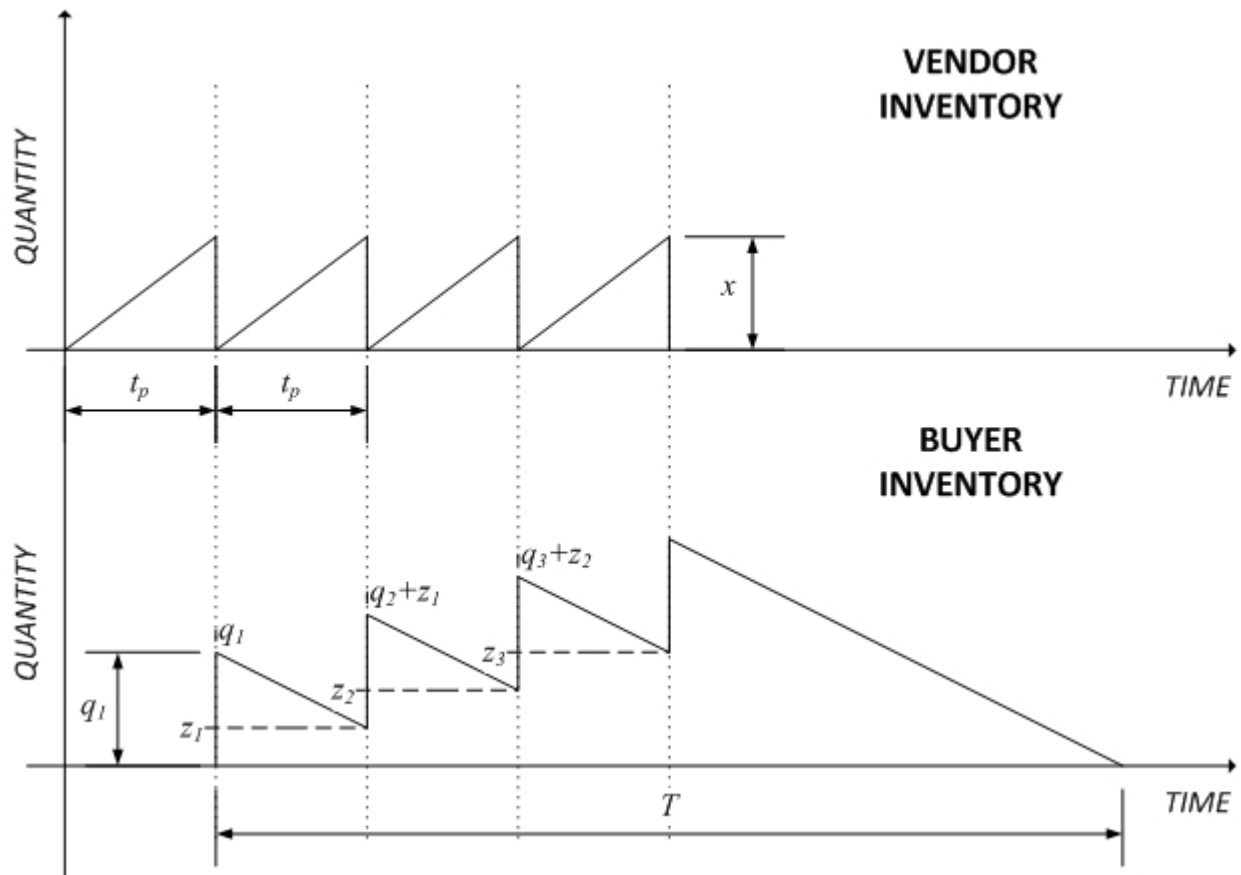 VENDOR
INVENTORY
QUANTITY
x
t_p
t_p
TIME
BUYER
INVENTORY
QUANTITY
q_3+z_2
q_2+z_1
q_1
z_3
z_2
q_1
z_1
T
TIME